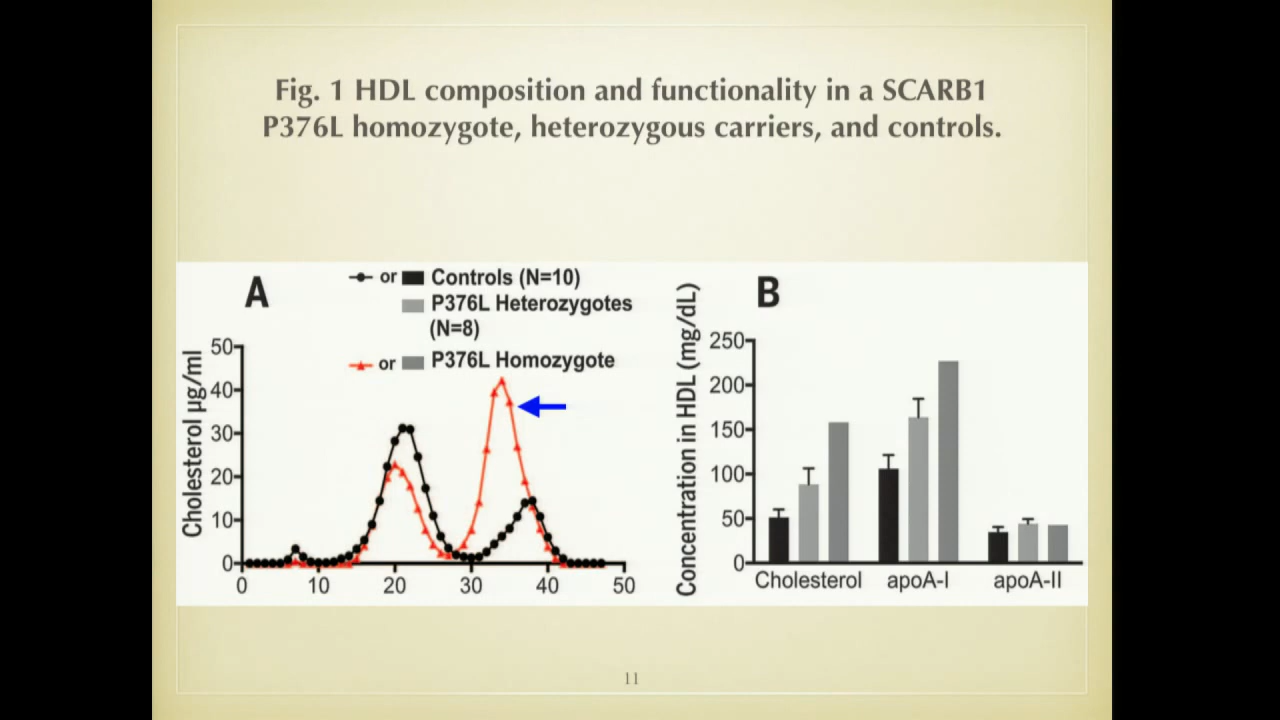 Fig. 1 HDL composition and functionality in a SCARB1
P376L homozygote, heterozygous carriers, and controls.
A
or Controls (N=10)
P376L Heterozygotes
(N=8)
or P376L Homozygote
Cholesterol µg/ml
50
40
30
20
10
0
0 10 20 30 40 50
B
Concentration in HDL (mg/dL)
250
200
150
100
50
0
Cholesterol apoA-I apoA-II
11